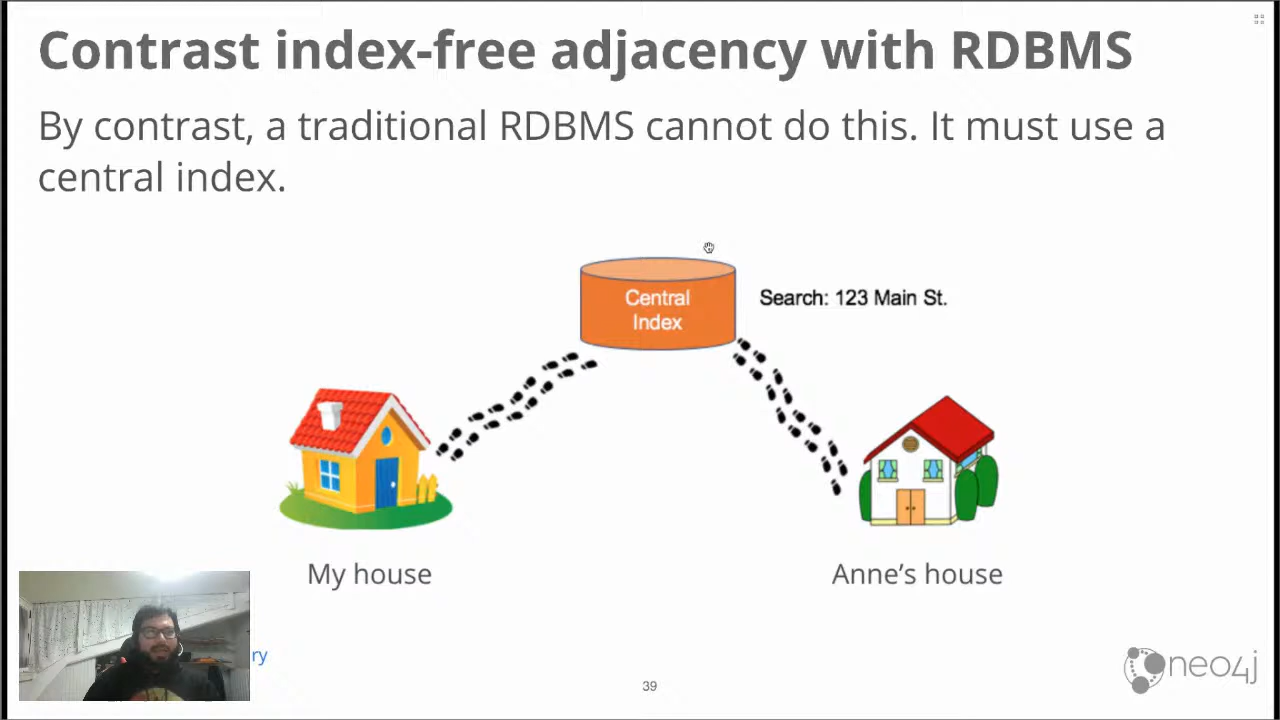 Contrast index-free adjacency with RDBMS
By contrast, a traditional RDBMS cannot do this. It must use a
central index.
Central
Index
Search: 123 Main St.
My house
Anne’s house
ry
39
neo4j